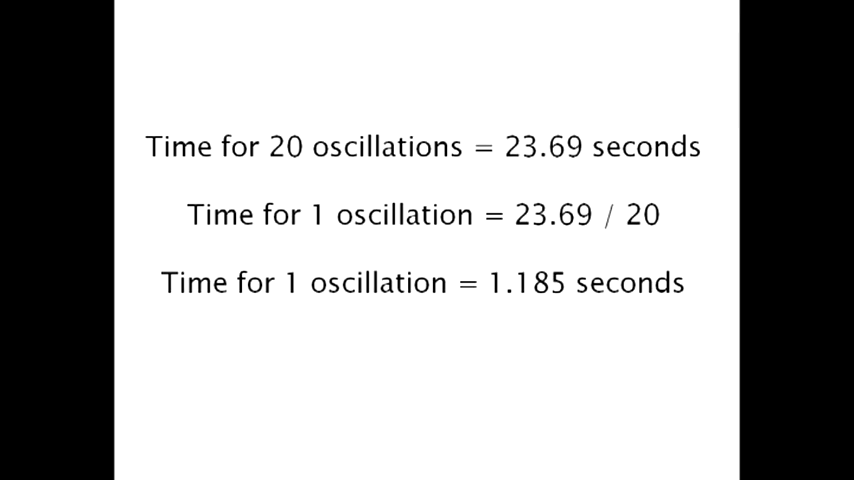 Time for 20 oscillations = 23.69 seconds
Time for 1 oscillation = 23.69 / 20
Time for 1 oscillation = 1.185 seconds